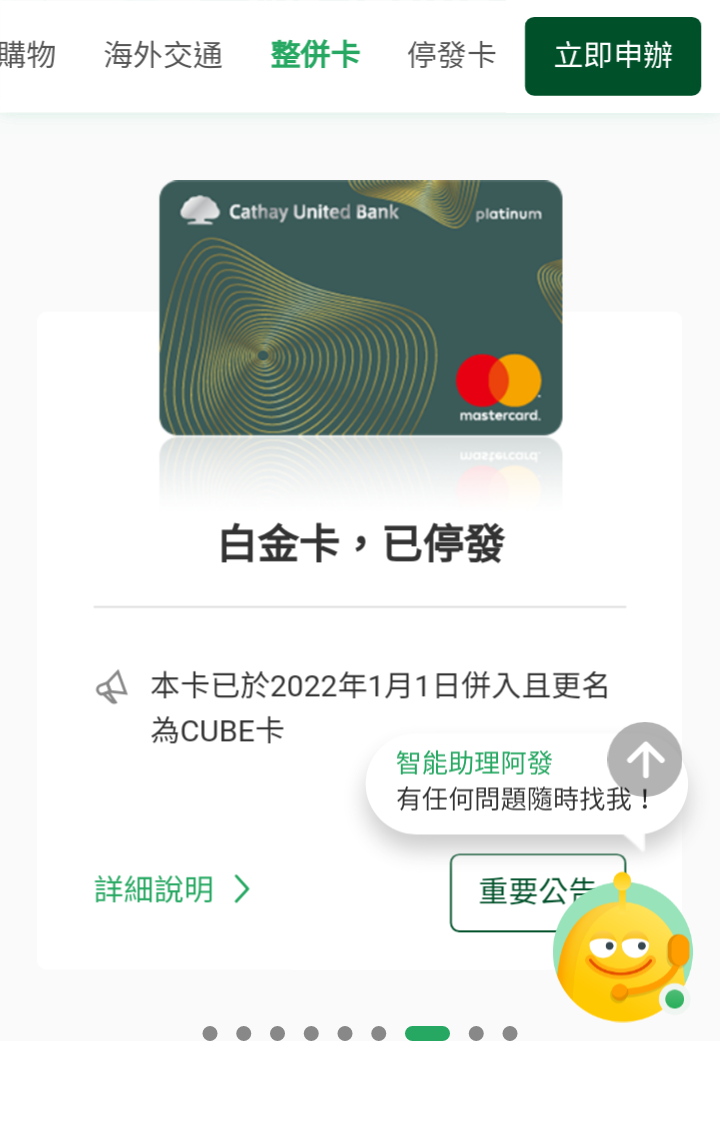 購物
海外交通
整併卡
停發卡
立即申辦
Cathay United Bank
platinum
mastercard.
白金卡，已停發
本卡已於2022年1月1日併入且更名
為CUBE卡
智能助理阿發
有任何問題隨時找我！
詳細說明
重要公告